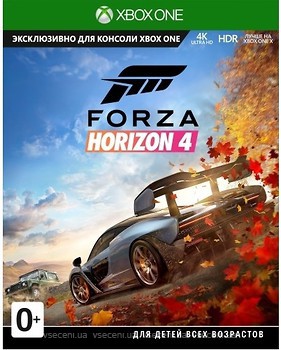 XBOX ONE
ЭКСКЛЮЗИВНО ДЛЯ КОНСОЛИ XBOX ONE
4K
ULTRA HD
HDR
ЛУЧШЕ НА
XBOX ONE X
FORZA
HORIZON 4
0+
ДЛЯ ДЕТЕЙ ВСЕХ ВОЗРАСТОВ